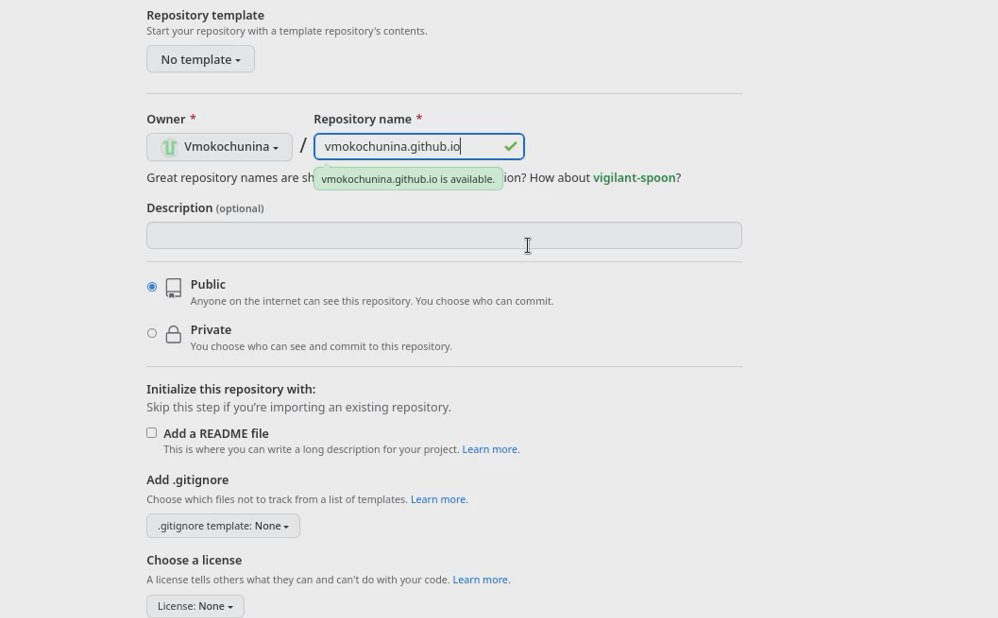 Repository template
Start your repository with a template repository's contents.
No template
Owner * Repository name *
Vmokochunina / vmokochunina.github.io
Great repository names are sh vmokochunina.github.io is available. ion? How about vigilant-spoon?
Description (optional)
Public
Anyone on the internet can see this repository. You choose who can commit.
Private
You choose who can see and commit to this repository.
Initialize this repository with:
Skip this step if you're importing an existing repository.
Add a README file
This is where you can write a long description for your project. Learn more.
Add .gitignore
Choose which files not to track from a list of templates. Learn more.
.gitignore template: None
Choose a license
A license tells others what they can and can't do with your code. Learn more.
License: None